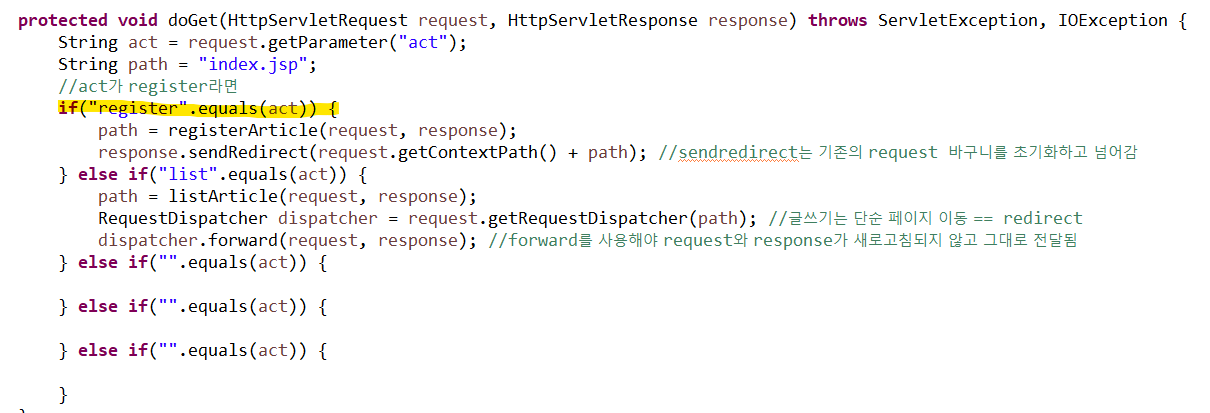 protected void doGet(HttpServletRequest request, HttpServletResponse response) throws ServletException, IOException {
    String act = request.getParameter("act");
    String path = "index.jsp";
    //act가 register라면
    if("register".equals(act)) {
        path = registerArticle(request, response);
        response.sendRedirect(request.getContextPath() + path); //sendredirect는 기존의 request 바구니를 초기화하고 넘어감
    } else if("list".equals(act)) {
        path = listArticle(request, response);
        RequestDispatcher dispatcher = request.getRequestDispatcher(path); //글쓰기는 단순 페이지 이동 == redirect
        dispatcher.forward(request, response); //forward를 사용해야 request와 response가 새로고침되지 않고 그대로 전달됨
    } else if("".equals(act)) {
    } else if("".equals(act)) {
    } else if("".equals(act)) {
    }